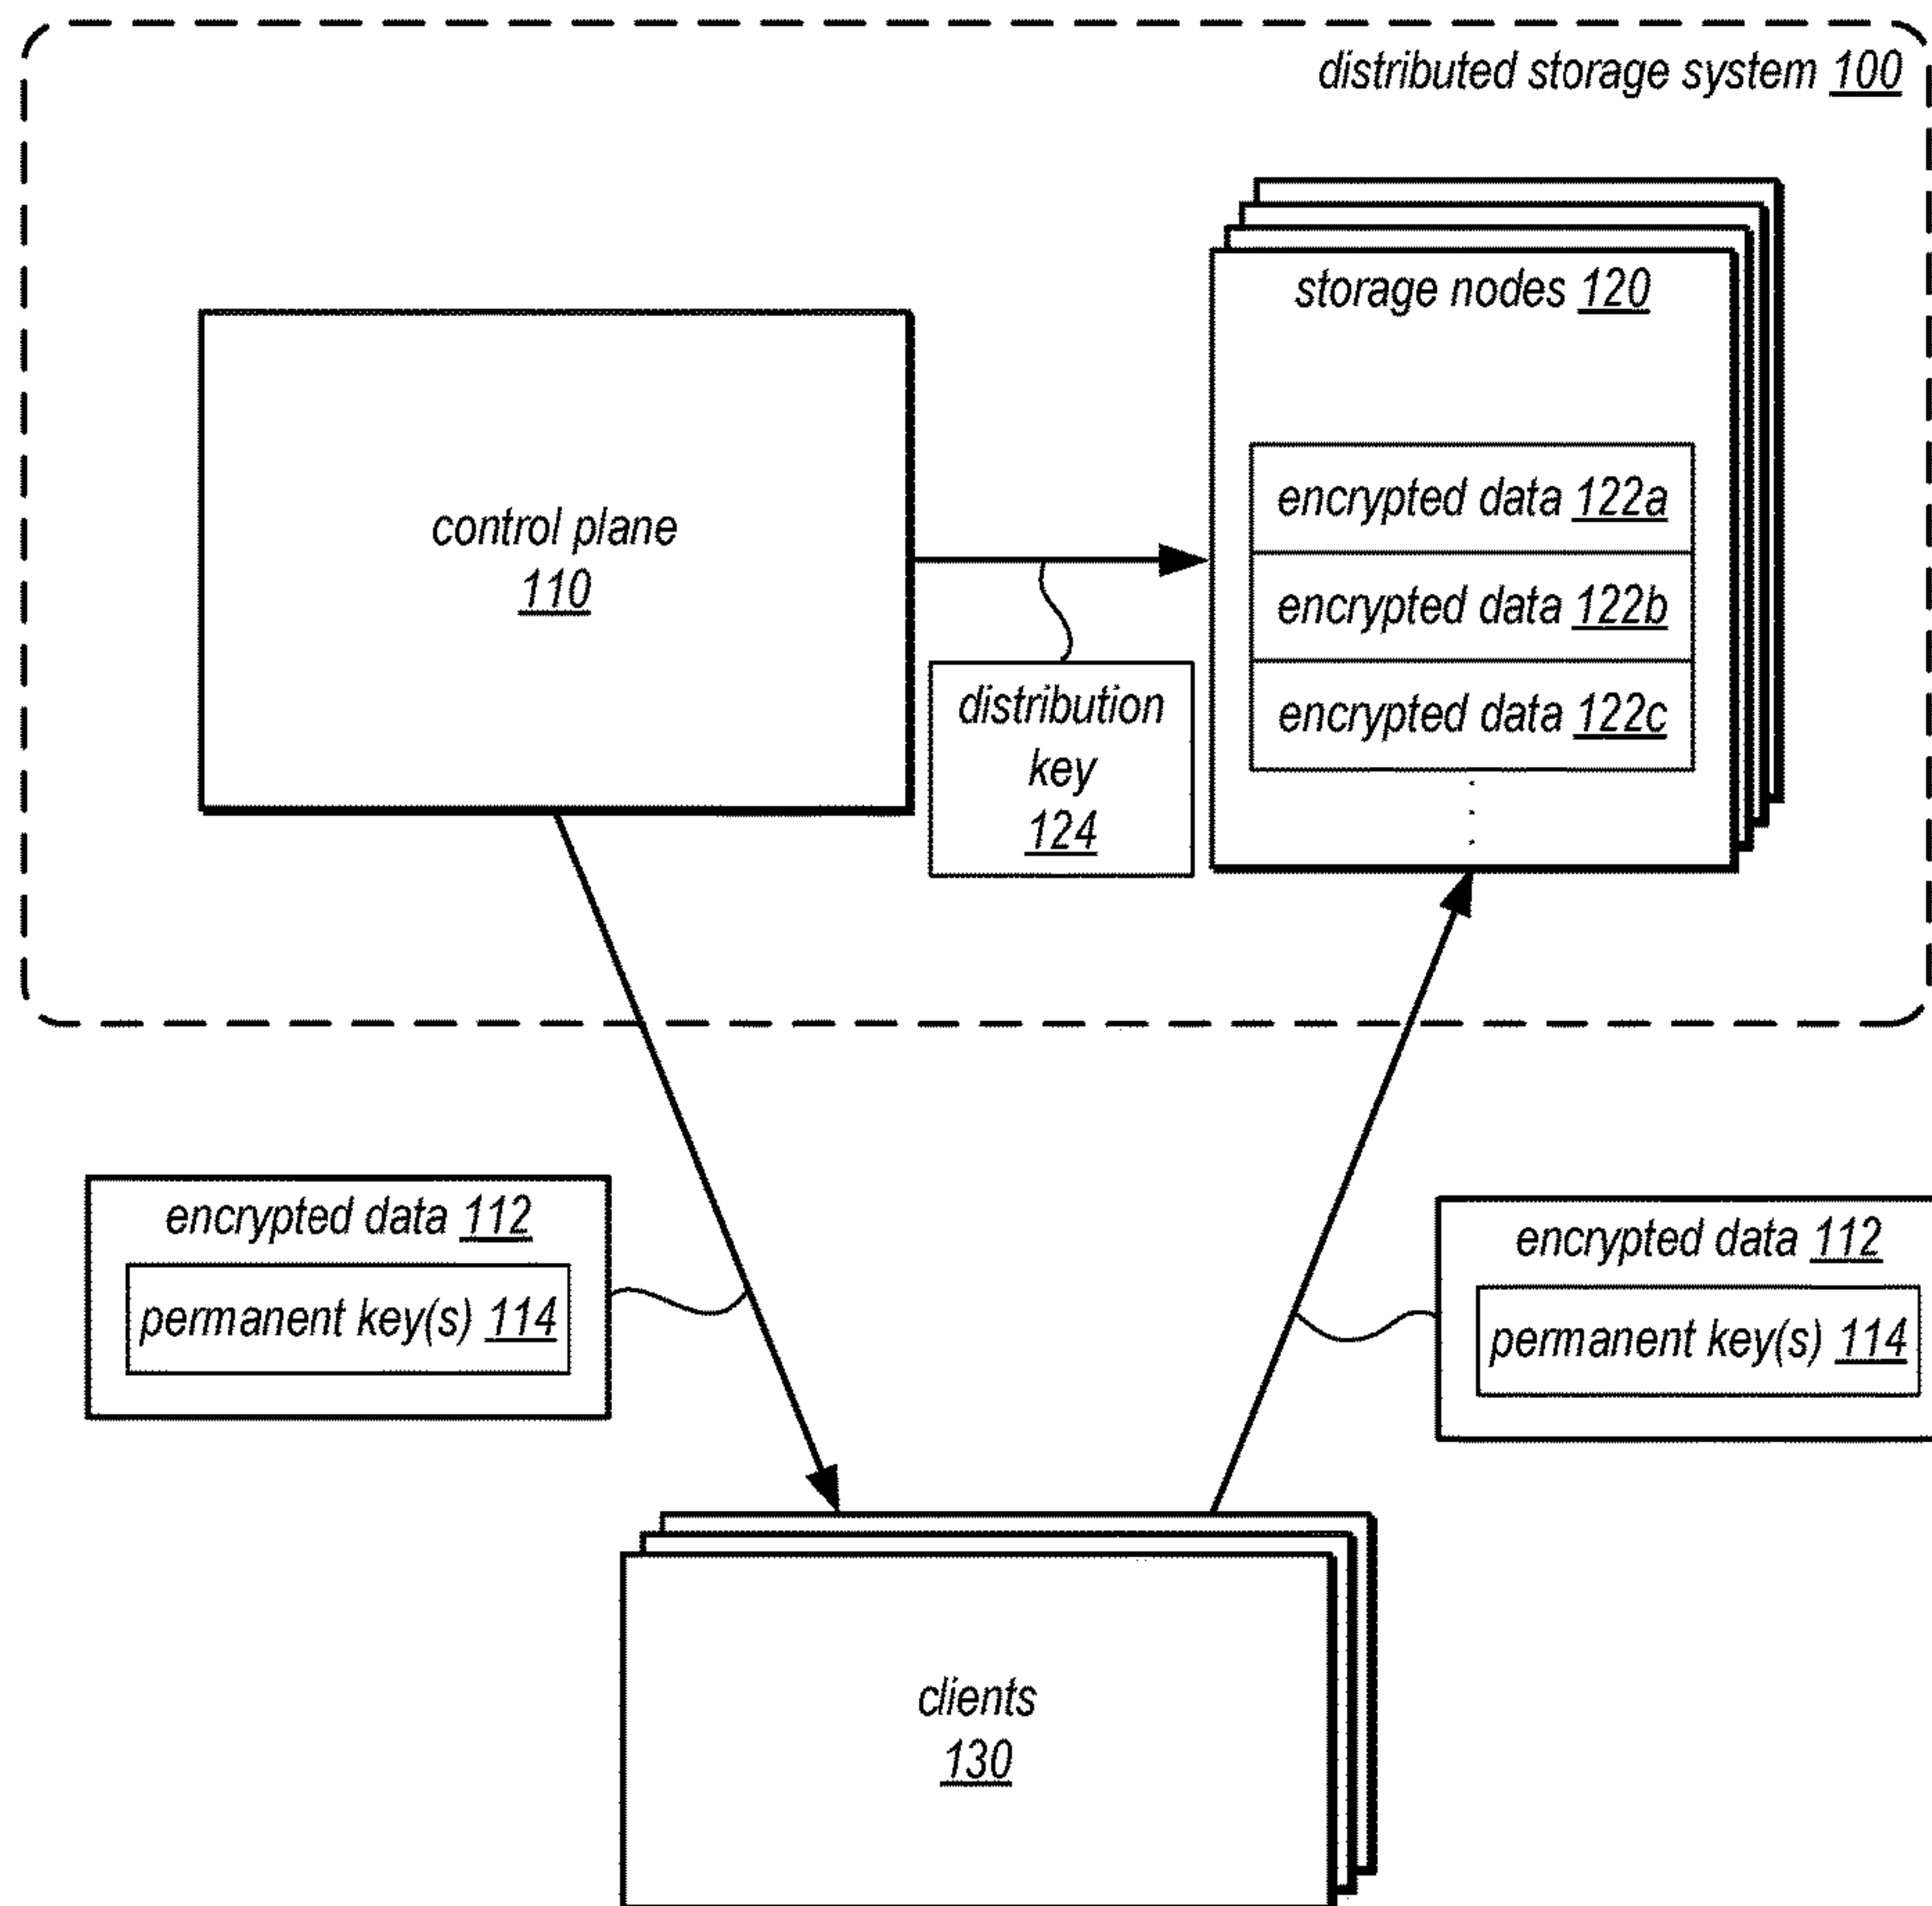 distributed storage system 100
storage nodes 120
control plane
110
encrypted data 122a
encrypted data 122b
encrypted data 122c
distribution
key
124
encrypted data 112
permanent key(s) 114
encrypted data 112
permanent key(s) 114
clients
130